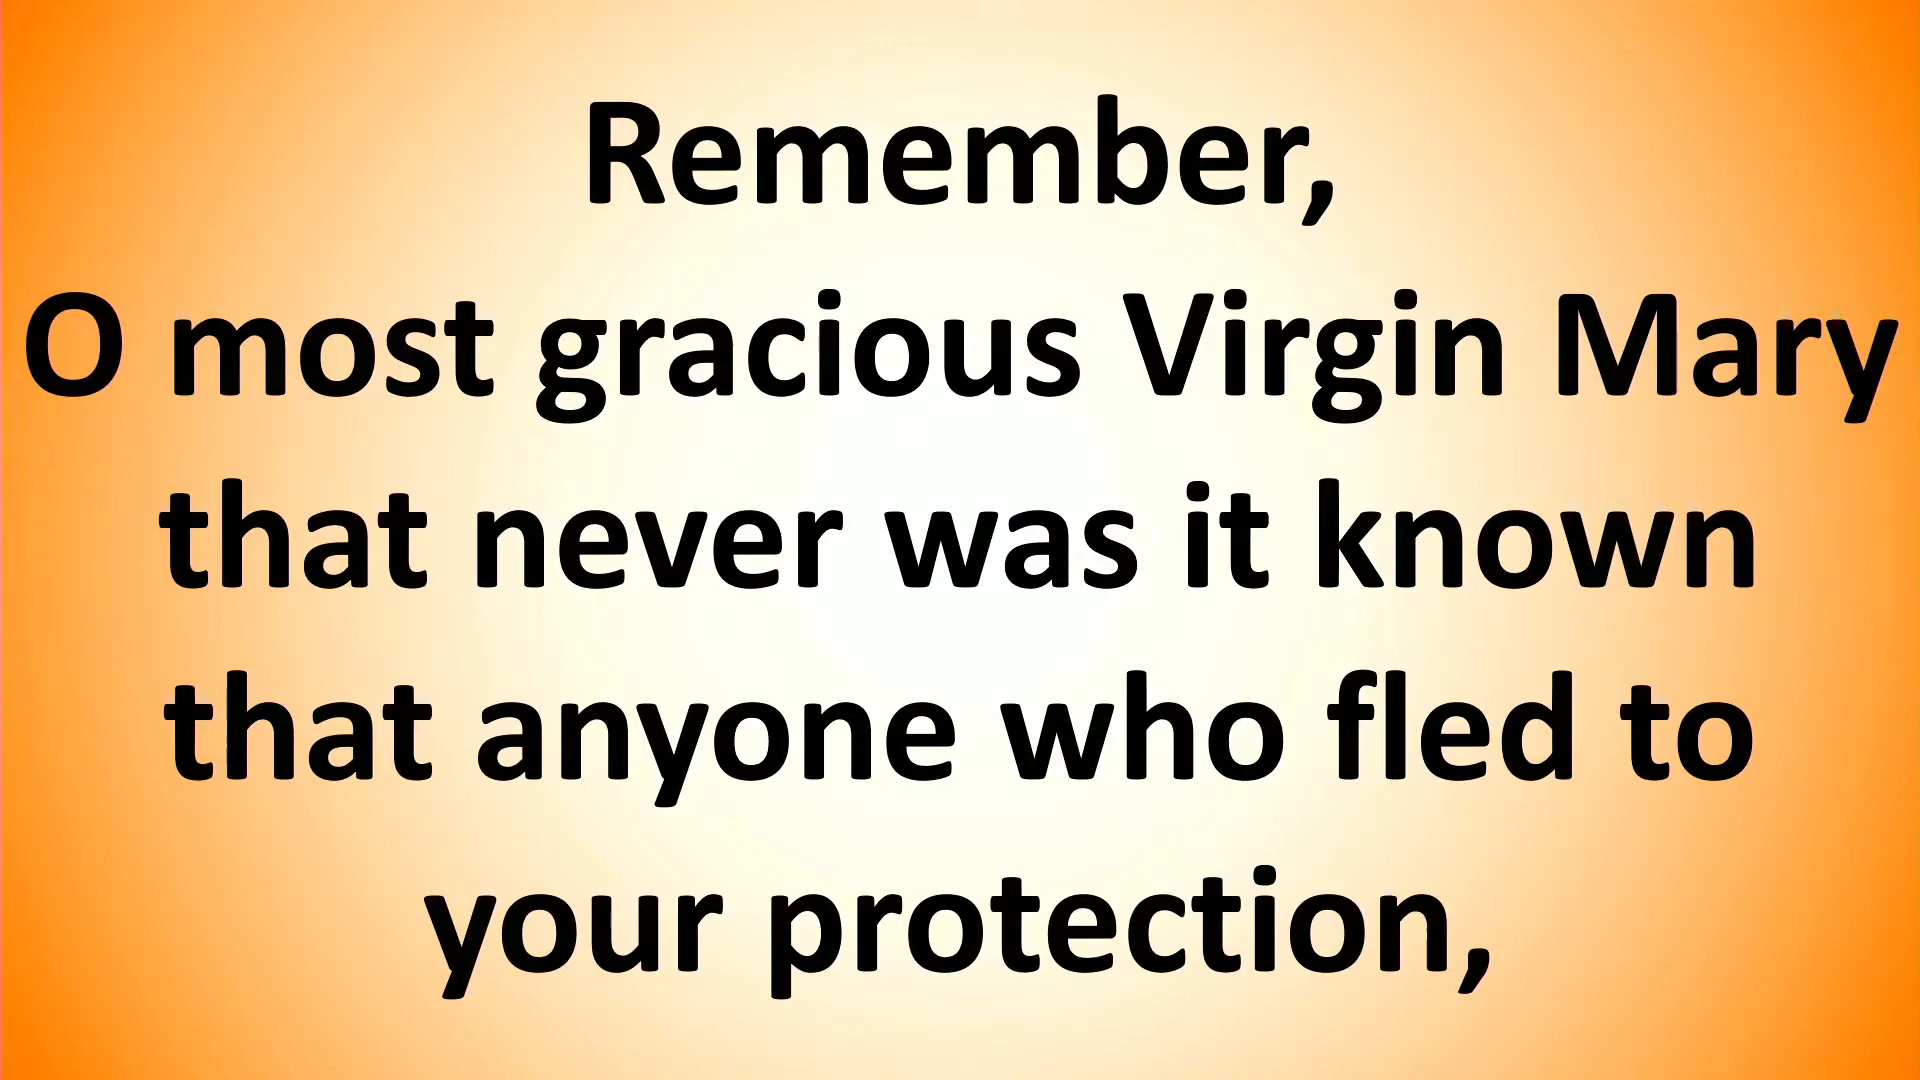 Remember,
O most gracious Virgin Mary
that never was it known
that anyone who fled to
your protection,